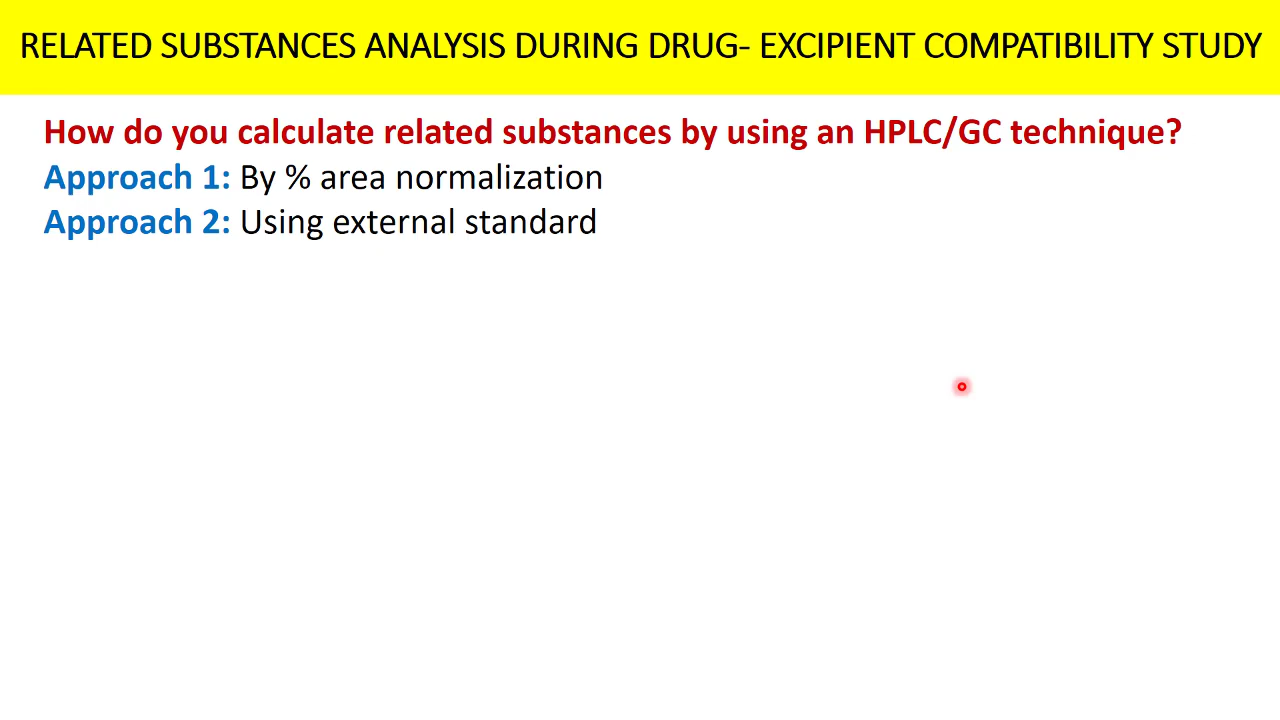 RELATED SUBSTANCES ANALYSIS DURING DRUG- EXCIPIENT COMPATIBILITY STUDY
How do you calculate related substances by using an HPLC/GC technique?
Approach 1: By % area normalization
Approach 2: Using external standard